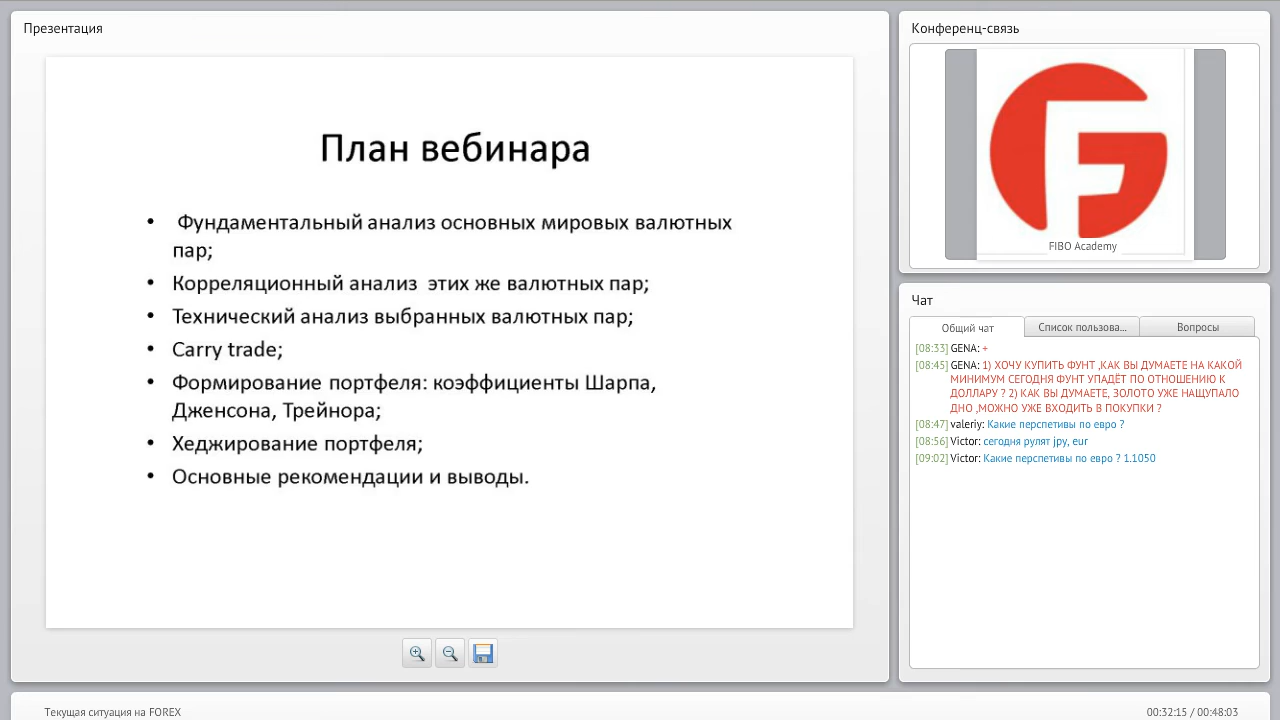 Презентация
План вебинара
• Фундаментальный анализ основных мировых валютных
пар;
• Корреляционный анализ этих же валютных пар;
• Технический анализ выбранных валютных пар;
• Carry trade;
• Формирование портфеля: коэффициенты Шарпа,
Дженсона, Трейнора;
• Хеджирование портфеля;
• Основные рекомендации и выводы.
Конференц-связь
FIBO Academy
Чат
Общий чат
Список пользова...
Вопросы
[08:33] GENA: +
[08:45] GENA: 1) ХОЧУ КУПИТЬ ФУНТ ,КАК ВЫ ДУМАЕТЕ НА КАКОЙ
МИНИМУМ СЕГОДНЯ ФУНТ УПАДЁТ ПО ОТНОШЕНИЮ К
ДОЛЛАРУ ? 2) КАК ВЫ ДУМАЕТЕ, ЗОЛОТО УЖЕ НАЩУПАЛО
ДНО ,МОЖНО УЖЕ ВХОДИТЬ В ПОКУПКИ ?
[08:47] valeriy: Какие перспетивы по евро ?
[08:56] Victor: сегодня рулят jpy, eur
[09:02] Victor: Какие перспетивы по евро ? 1.1050
Текущая ситуация на FOREX
00:32:15 / 00:48:03